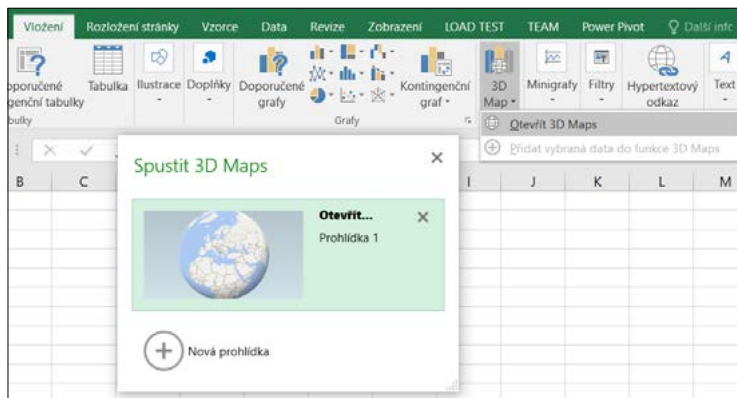 Vložení Rozložení stránky Vzorce Data Revize Zobrazení LOAD TEST TEAM Power Pivot Další infc
poručené
genční tabulky
Tabulka
Ilustrace
Doplňky
Doporučené
grafy
Kontingenční
graf
3D
Map
Minigrafy
Filtry
Hypertextový
odkaz
Text
bulky
Grafy
Otevřít 3D Maps
Přidat vybraná data do funkce 3D Maps
B C I J K L M
Spustit 3D Maps
Otevřít...
Prohlídka 1
Nová prohlídka